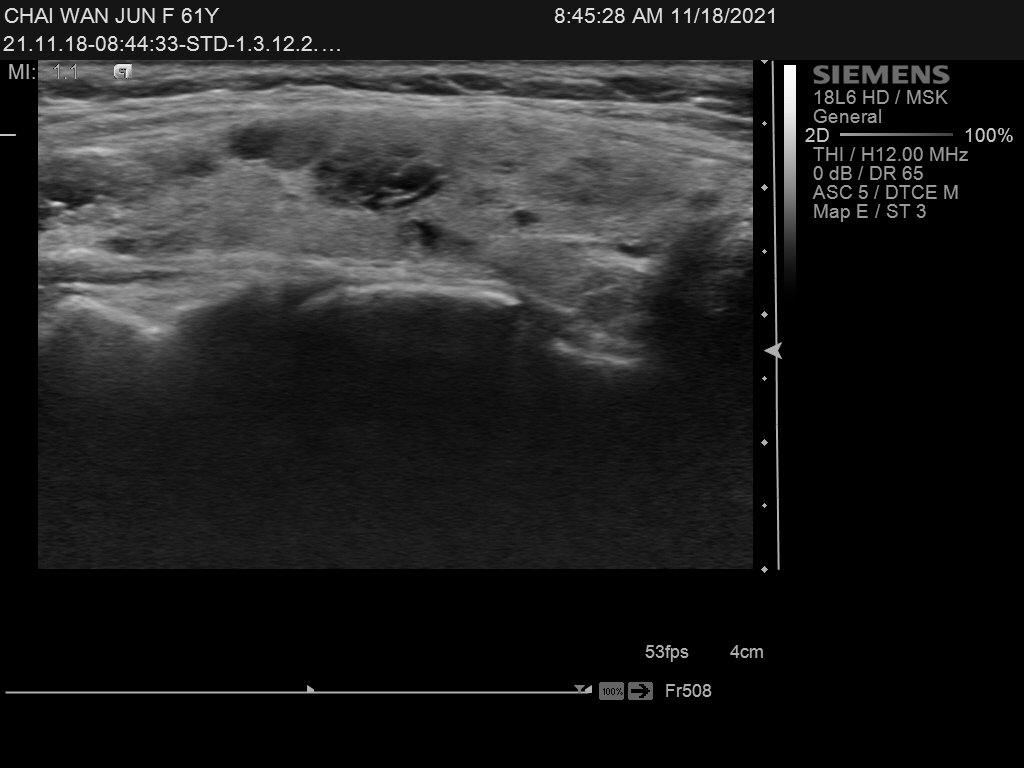 CHAI WAN JUN F 61Y 8:45:28 AM 11/18/2021
21.11.18-08:44:33-STD-1.3.12.2....
MI: 1.1
SIEMENS
18L6 HD / MSK
General
2D 100%
THI / H12.00 MHz
0 dB / DR 65
ASC 5 / DTCE M
Map E / ST 3
53fps 4cm
100% Fr508